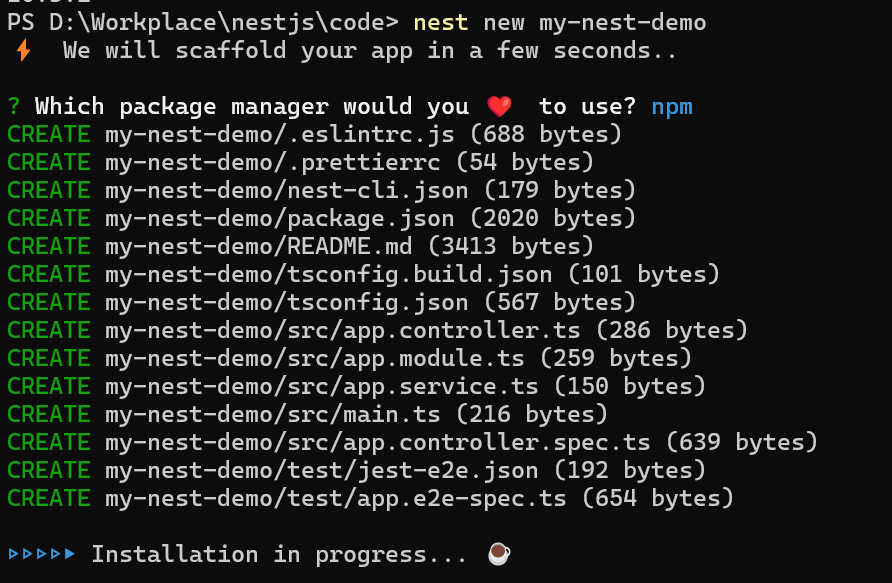 PS D:\Workplace\nestjs\code> nest new my-nest-demo
⚡ We will scaffold your app in a few seconds..
? Which package manager would you ❤️ to use? npm
CREATE my-nest-demo/.eslintrc.js (688 bytes)
CREATE my-nest-demo/.prettierrc (54 bytes)
CREATE my-nest-demo/nest-cli.json (179 bytes)
CREATE my-nest-demo/package.json (2020 bytes)
CREATE my-nest-demo/README.md (3413 bytes)
CREATE my-nest-demo/tsconfig.build.json (101 bytes)
CREATE my-nest-demo/tsconfig.json (567 bytes)
CREATE my-nest-demo/src/app.controller.ts (286 bytes)
CREATE my-nest-demo/src/app.module.ts (259 bytes)
CREATE my-nest-demo/src/app.service.ts (150 bytes)
CREATE my-nest-demo/src/main.ts (216 bytes)
CREATE my-nest-demo/src/app.controller.spec.ts (639 bytes)
CREATE my-nest-demo/test/jest-e2e.json (192 bytes)
CREATE my-nest-demo/test/app.e2e-spec.ts (654 bytes)
▹▹▹▹▸ Installation in progress... ☕